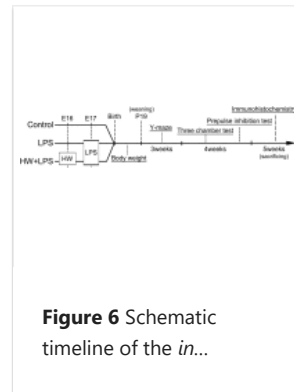 Immunohistochemistry
(weaning)
Prepulse inhibition test
E16 E17 Birth P19
Y-maze
Control
Three chamber test
LPS
LPS
HW+LPS
HW
Body weight
3weeks
4weeks
5weeks
(sacrificing)
Figure 6 Schematic
timeline of the in...